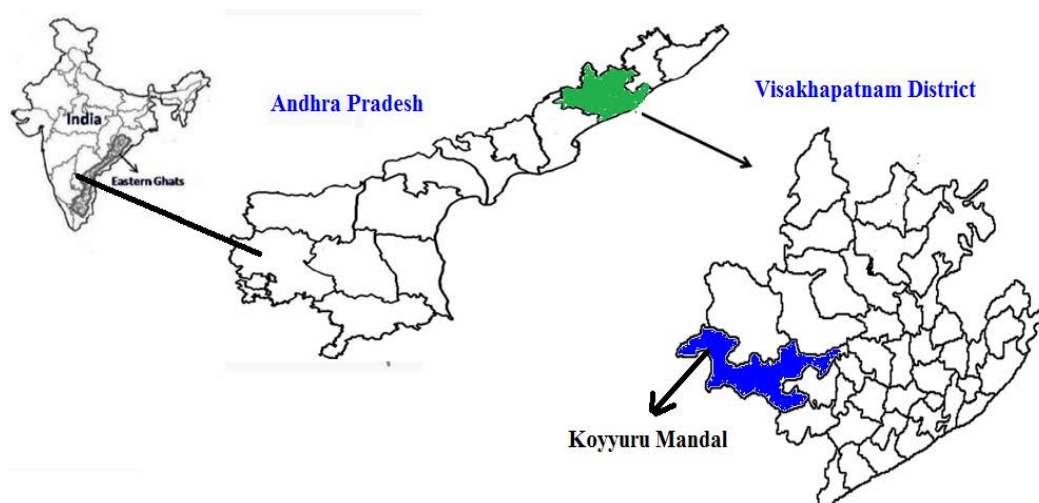 India
Eastern Ghats
Andhra Pradesh
Visakhapatnam District
Koyyuru Mandal